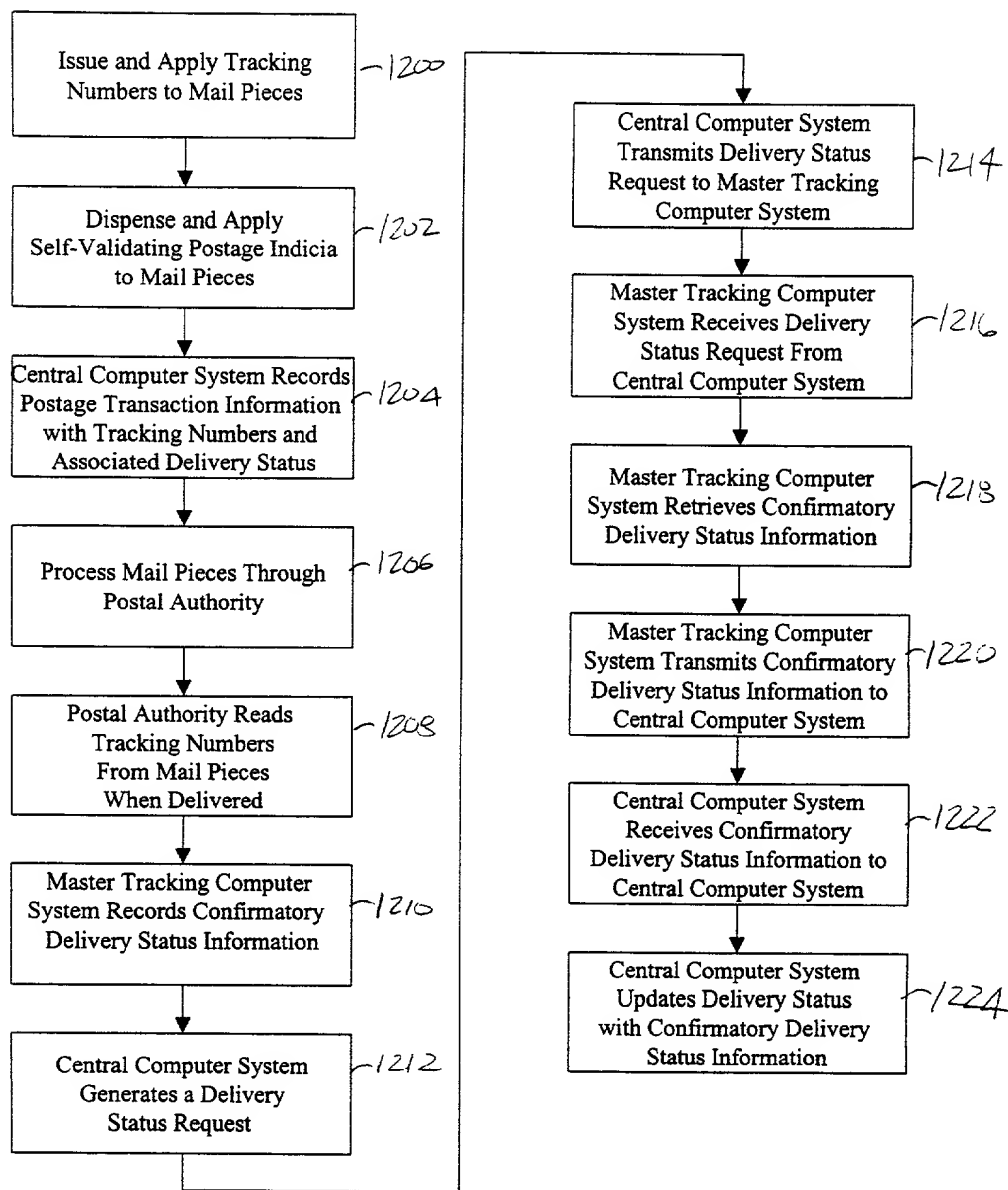 Issue and Apply Tracking
Numbers to Mail Pieces
1200
Dispense and Apply
Self-Validating Postage Indicia
to Mail Pieces
1202
Central Computer System Records
Postage Transaction Information
with Tracking Numbers and
Associated Delivery Status
1204
Process Mail Pieces Through
Postal Authority
1206
Postal Authority Reads
Tracking Numbers
From Mail Pieces
When Delivered
1208
Master Tracking Computer
System Records Confirmatory
Delivery Status Information
1210
Central Computer System
Generates a Delivery
Status Request
1212
Central Computer System
Transmits Delivery Status
Request to Master Tracking
Computer System
1214
Master Tracking Computer
System Receives Delivery
Status Request From
Central Computer System
1216
Master Tracking Computer
System Retrieves Confirmatory
Delivery Status Information
1218
Master Tracking Computer
System Transmits Confirmatory
Delivery Status Information to
Central Computer System
1220
Central Computer System
Receives Confirmatory
Delivery Status Information to
Central Computer System
1222
Central Computer System
Updates Delivery Status
with Confirmatory Delivery
Status Information
1224